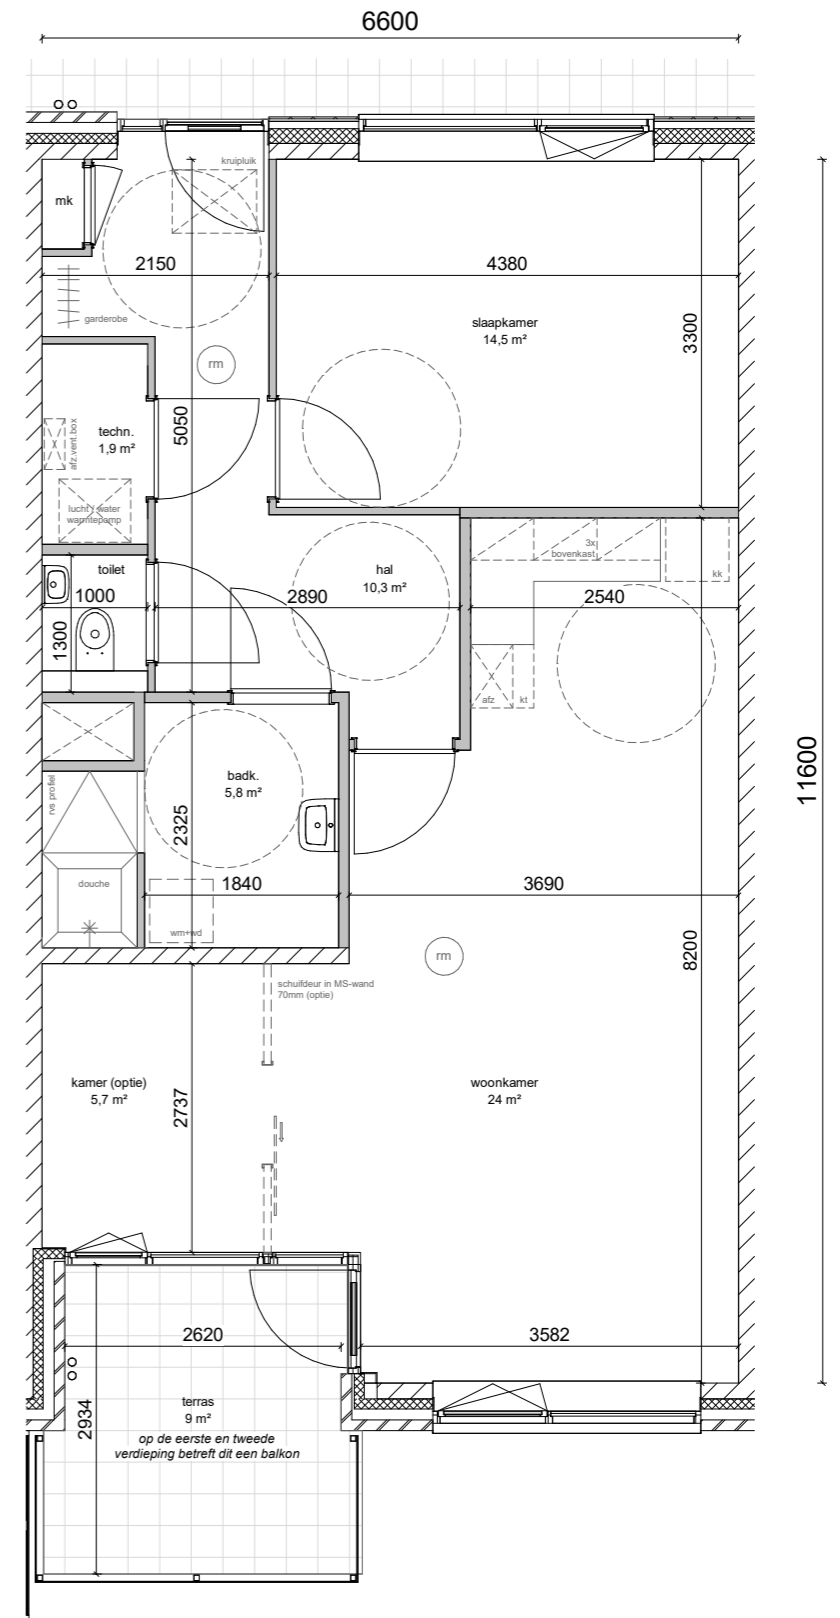 6600
kruipluik
mk
2150
4380
garderobe
slaapkamer
14,5 m²
3300
rm
11600
techn.
1,9 m²
afz.vent.box
5050
lucht / water
warmtepomp
3x
bovenkast
kk
toilet
hal
10,3 m²
1000
2890
2540
1300
afz
kt
rvs profiel
badk.
5,8 m²
2325
douche
1840
3690
wm+wd
8200
rm
schuifdeur in MS-wand
70mm (optie)
kamer (optie)
5,7 m²
woonkamer
24 m²
2737
2620
3582
2934
terras
9 m²
op de eerste en tweede
verdieping betreft dit een balkon